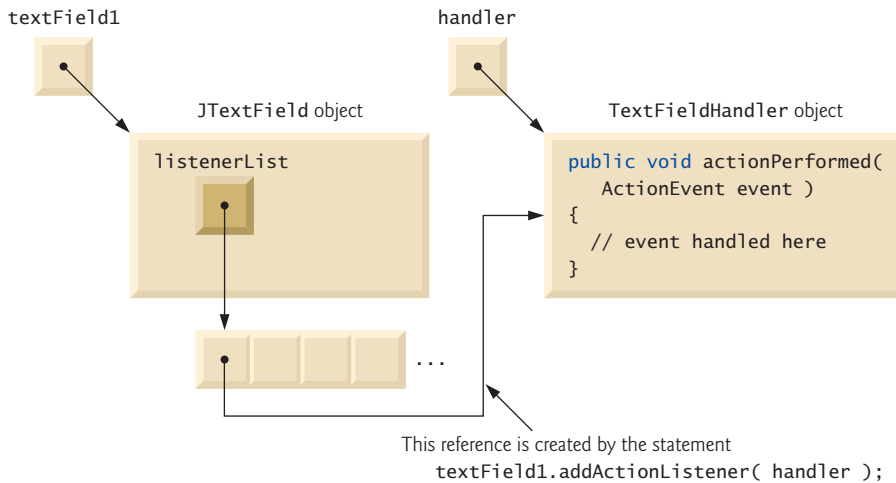 textField1
handler
JTextField object
TextFieldHandler object
listenerList
public void actionPerformed(
ActionEvent event )
{
// event handled here
}
...
This reference is created by the statement
textField1.addActionListener( handler );